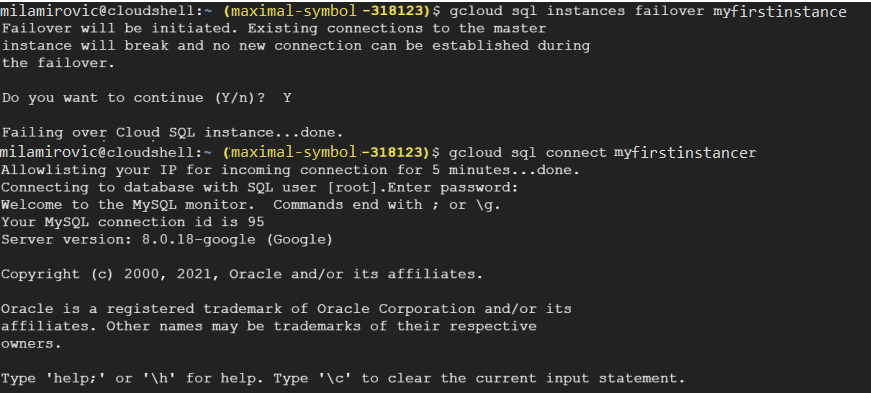 milamirovic@cloudshell:~ (maximal-symbol-318123)$ gcloud sql instances failover myfirstinstance
Failover will be initiated. Existing connections to the master
instance will break and no new connection can be established during
the failover.
Do you want to continue (Y/n)?  Y
Failing over Cloud SQL instance...done.
milamirovic@cloudshell:~ (maximal-symbol-318123)$ gcloud sql connect myfirstinstancer
Allowlisting your IP for incoming connection for 5 minutes...done.
Connecting to database with SQL user [root].Enter password:
Welcome to the MySQL monitor.  Commands end with ; or \g.
Your MySQL connection id is 95
Server version: 8.0.18-google (Google)
Copyright (c) 2000, 2021, Oracle and/or its affiliates.
Oracle is a registered trademark of Oracle Corporation and/or its
affiliates. Other names may be trademarks of their respective
owners.
Type 'help;' or '\h' for help. Type '\c' to clear the current input statement.